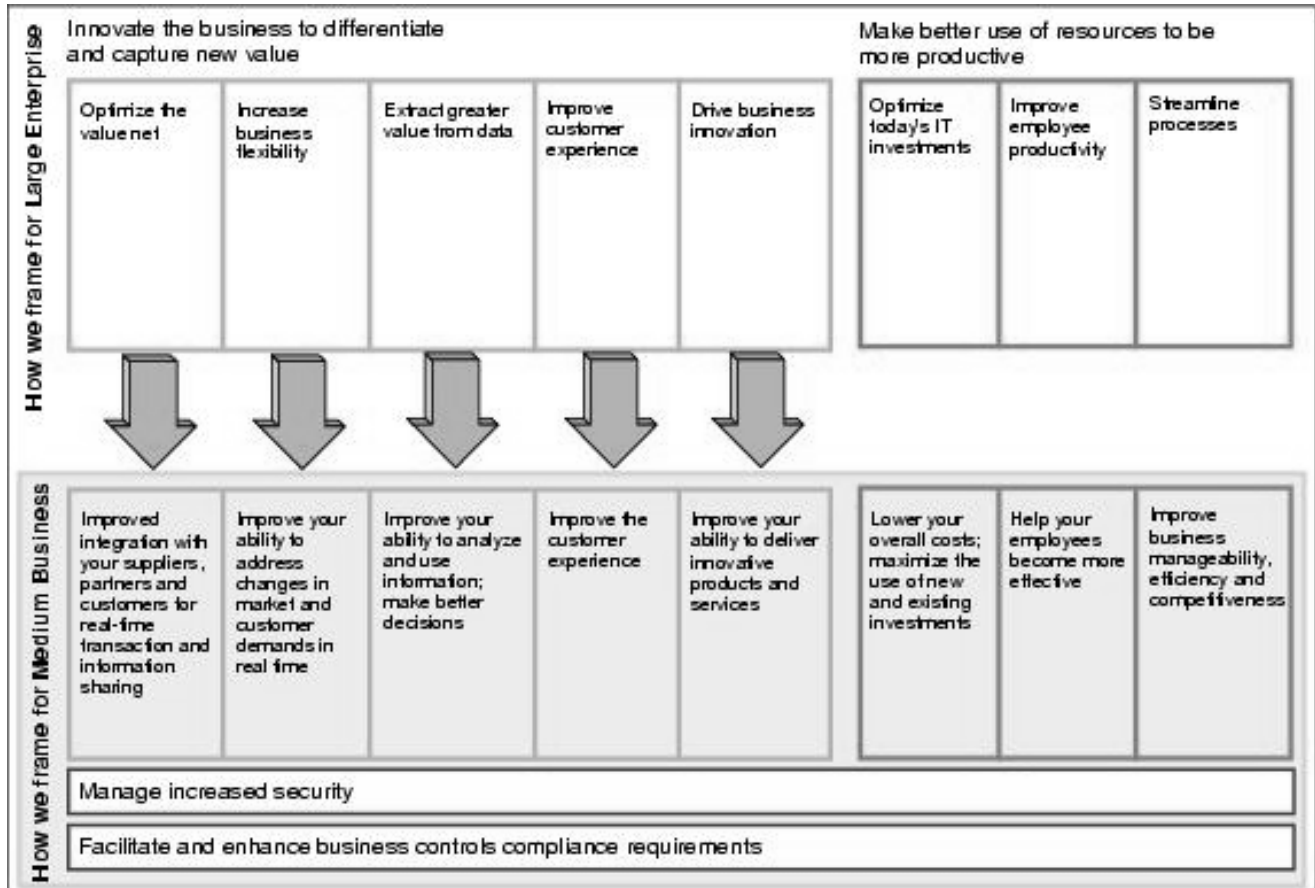 How we frame for Large Enterprise
Innovate the business to differentiate
and capture new value
Optimize the
value net
Increase
business
flexibility
Extract greater
value from data
Improve
customer
experience
Drive business
innovation
Make better use of resources to be
more productive
Optimize
today's IT
investments
Improve
employee
productivity
Streamline
processes
How we frame for Medium Business
Improved
integration with
your suppliers,
partners and
customers for
real-time
transaction and
information
sharing
Improve your
ability to
address
changes in
market and
customer
demands in
real time
Improve your
ability to analyze
and use
information;
make better
decisions
Improve the
customer
experience
Improve your
ability to deliver
innovative
products and
services
Lower your
overall costs;
maximize the
use of new
and existing
investments
Help your
employees
become more
effective
Improve
business
manageability,
efficiency and
competitiveness
Manage increased security
Facilitate and enhance business controls compliance requirements